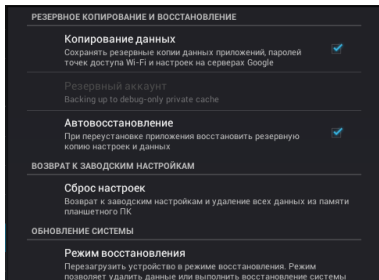 РЕЗЕРВНОЕ КОПИРОВАНИЕ И ВОССТАНОВЛЕНИЕ
Копирование данных
Сохранять резервные копии данных приложений, паролей
точек доступа Wi-Fi и настроек на серверах Google
Резервный аккаунт
Backing up to debug-only private cache
Автовосстановление
При переустановке приложения восстановить резервную
копию настроек и данных
ВОЗВРАТ К ЗАВОДСКИМ НАСТРОЙКАМ
Сброс настроек
Возврат к заводским настройкам и удаление всех данных из памяти
планшетного ПК
ОБНОВЛЕНИЕ СИСТЕМЫ
Режим восстановления
Перезагрузить устройство в режиме восстановления. Режим
позволяет удалить данные или выполнить восстановление системы